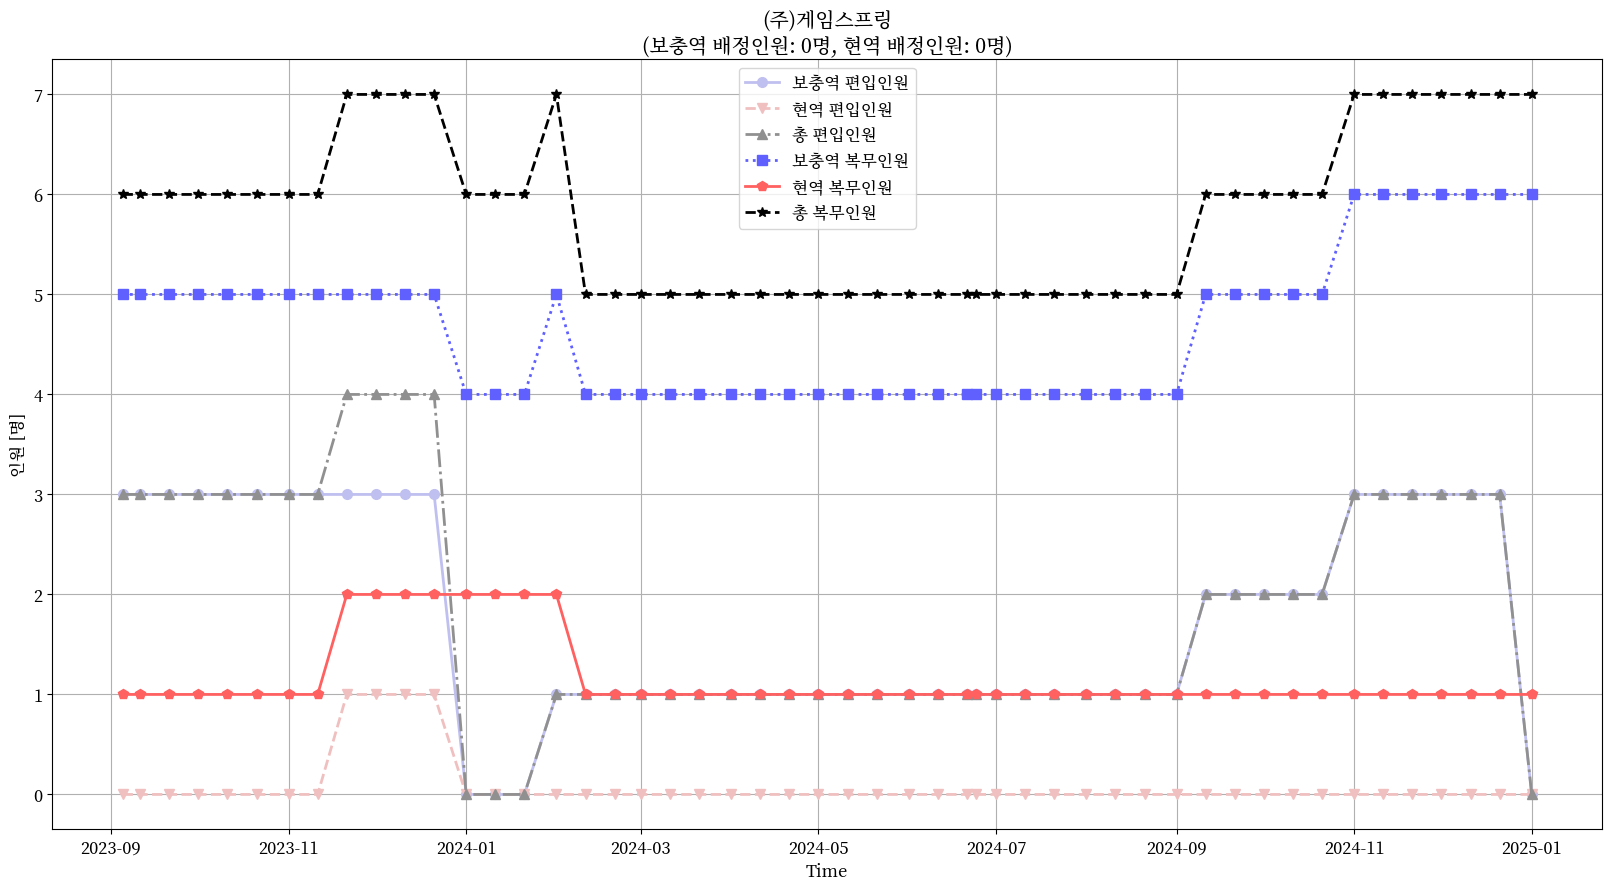 (주)게임스프링
(보충역 배정인원: 0명, 현역 배정인원: 0명)
보충역 편입인원
현역 편입인원
총 편입인원
보충역 복무인원
현역 복무인원
총 복무인원
인원 [명]
7
6
5
4
3
2
1
0
2023-09 2023-11 2024-01 2024-03 2024-05 2024-07 2024-09 2024-11 2025-01
Time